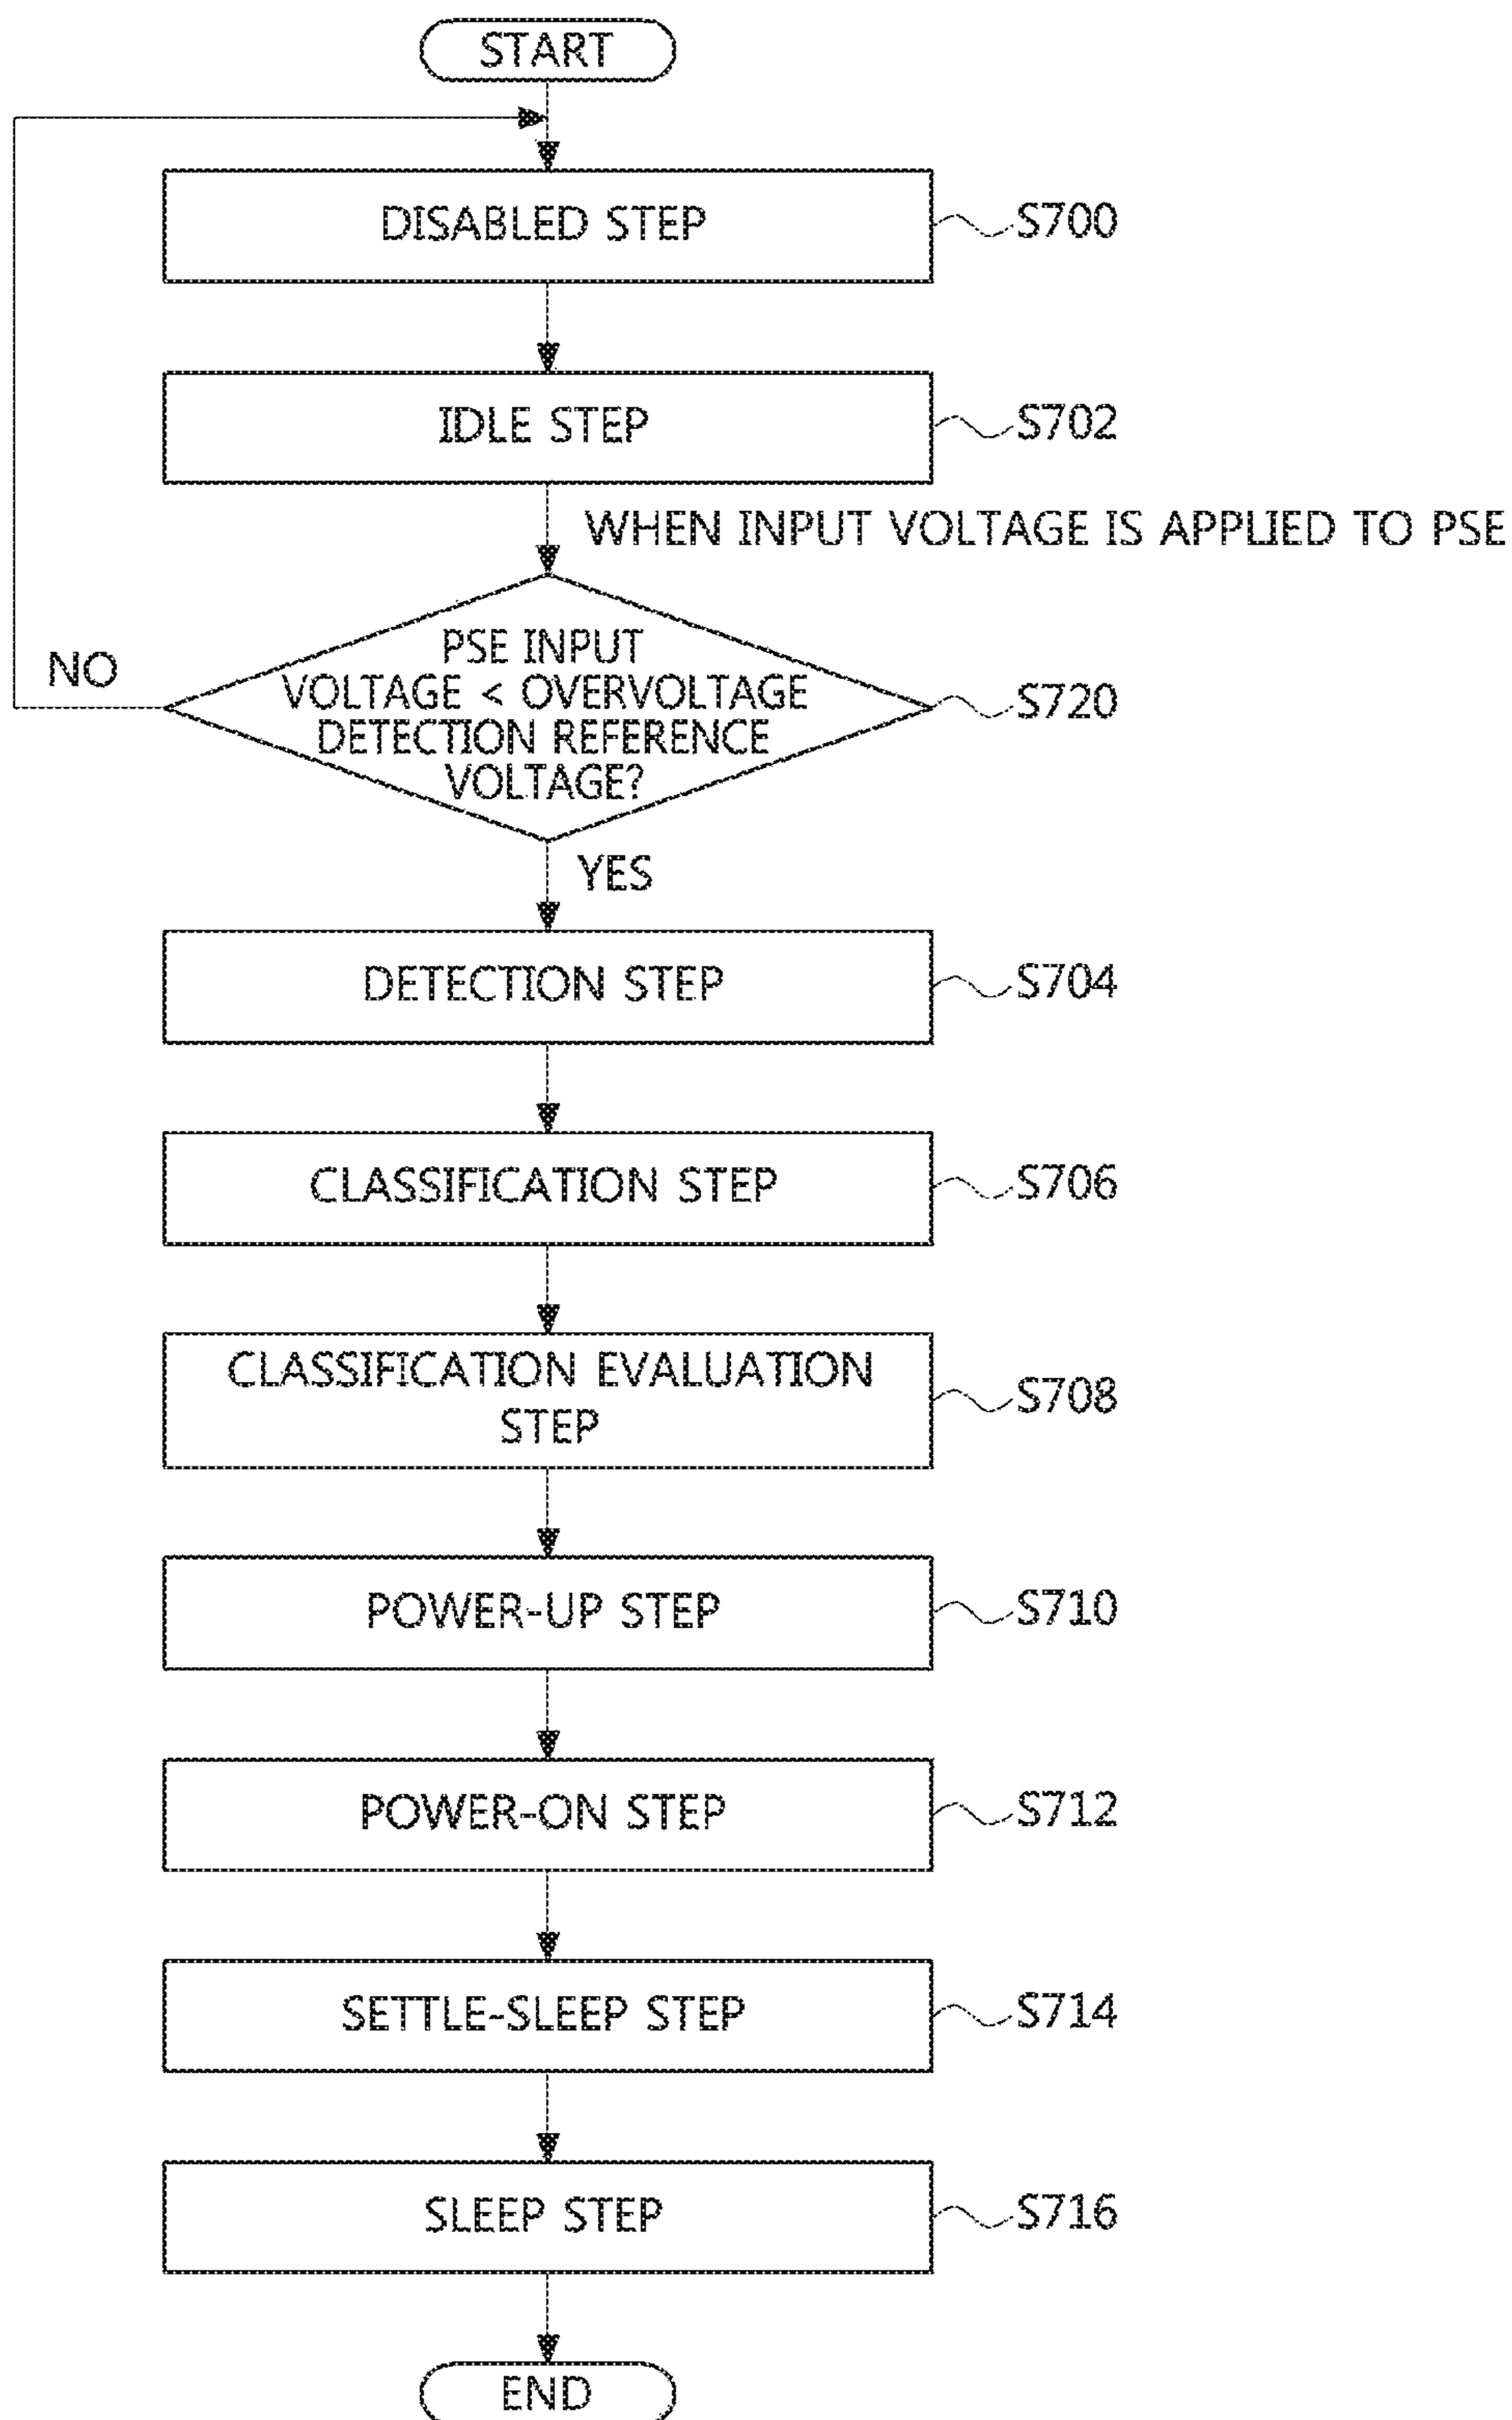 START
DISABLED STEP
S700
IDLE STEP
S702
WHEN INPUT VOLTAGE IS APPLIED TO PSE
PSE INPUT
VOLTAGE < OVERVOLTAGE
DETECTION REFERENCE
VOLTAGE?
NO
S720
YES
DETECTION STEP
S704
CLASSIFICATION STEP
S706
CLASSIFICATION EVALUATION
STEP
S708
POWER-UP STEP
S710
POWER-ON STEP
S712
SETTLE-SLEEP STEP
S714
SLEEP STEP
S716
END